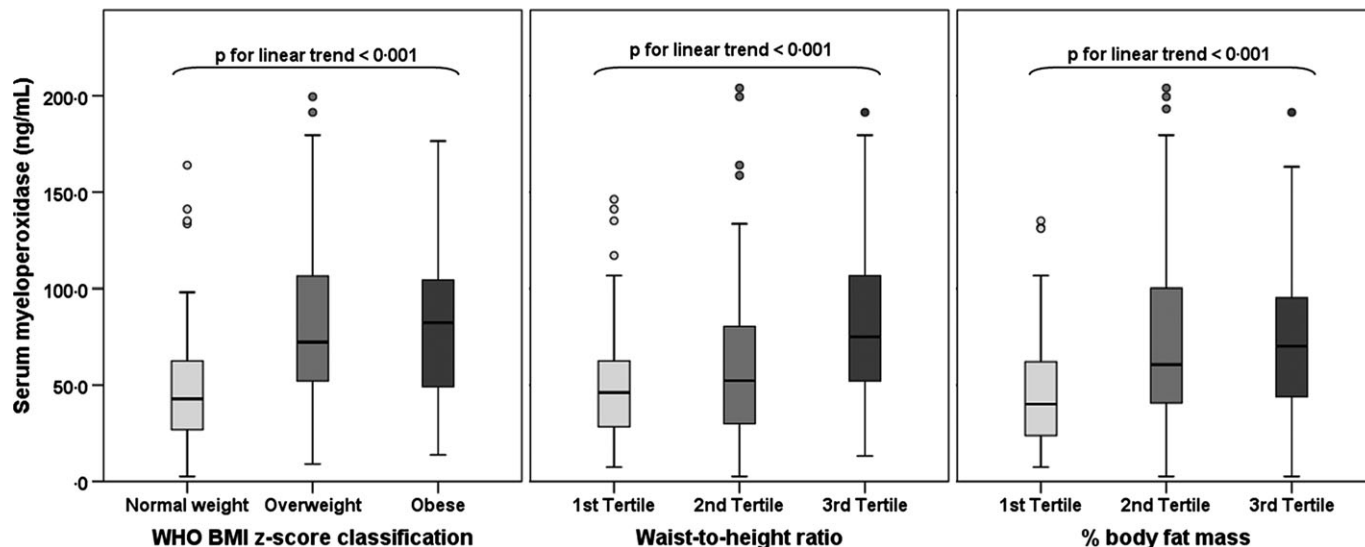 p for linear trend < 0·001
p for linear trend < 0·001
p for linear trend < 0·001
Serum myeloperoxidase (ng/mL)
200·0
150·0
100·0
50·0
·0
Normal weight Overweight Obese
1st Tertile 2nd Tertile 3rd Tertile
1st Tertile 2nd Tertile 3rd Tertile
WHO BMI z-score classification
Waist-to-height ratio
% body fat mass